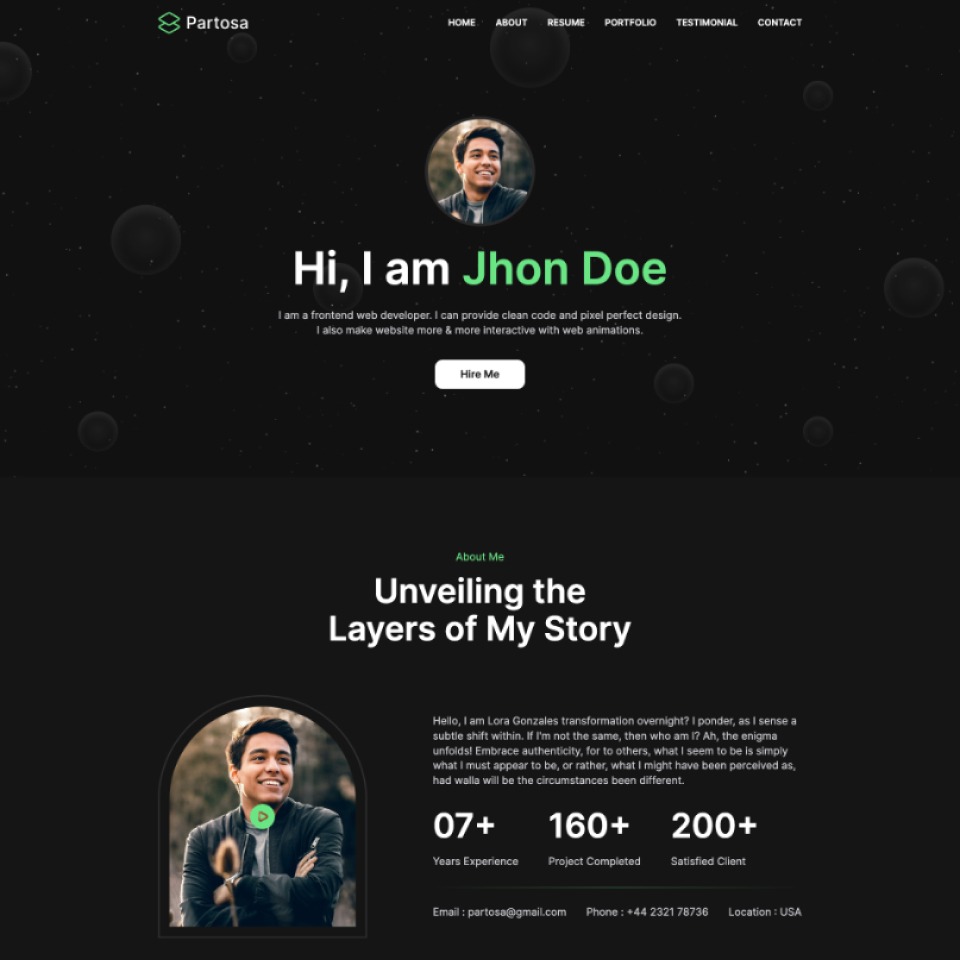 Partosa
HOME ABOUT RESUME PORTFOLIO TESTIMONIAL CONTACT
Hi, I am Jhon Doe
I am a frontend web developer. I can provide clean code and pixel perfect design.
I also make website more & more interactive with web animations.
Hire Me
About Me
Unveiling the
Layers of My Story
Hello, I am Lora Gonzales transformation overnight? I ponder, as I sense a
subtle shift within. If I'm not the same, then who am I? Ah, the enigma
unfolds! Embrace authenticity, for to others, what I seem to be is simply
what I must appear to be, or rather, what I might have been perceived as,
had walla will be the circumstances been different.
07+ 160+ 200+
Years Experience Project Completed Satisfied Client
Email : partosa@gmail.com Phone : +44 2321 78736 Location : USA